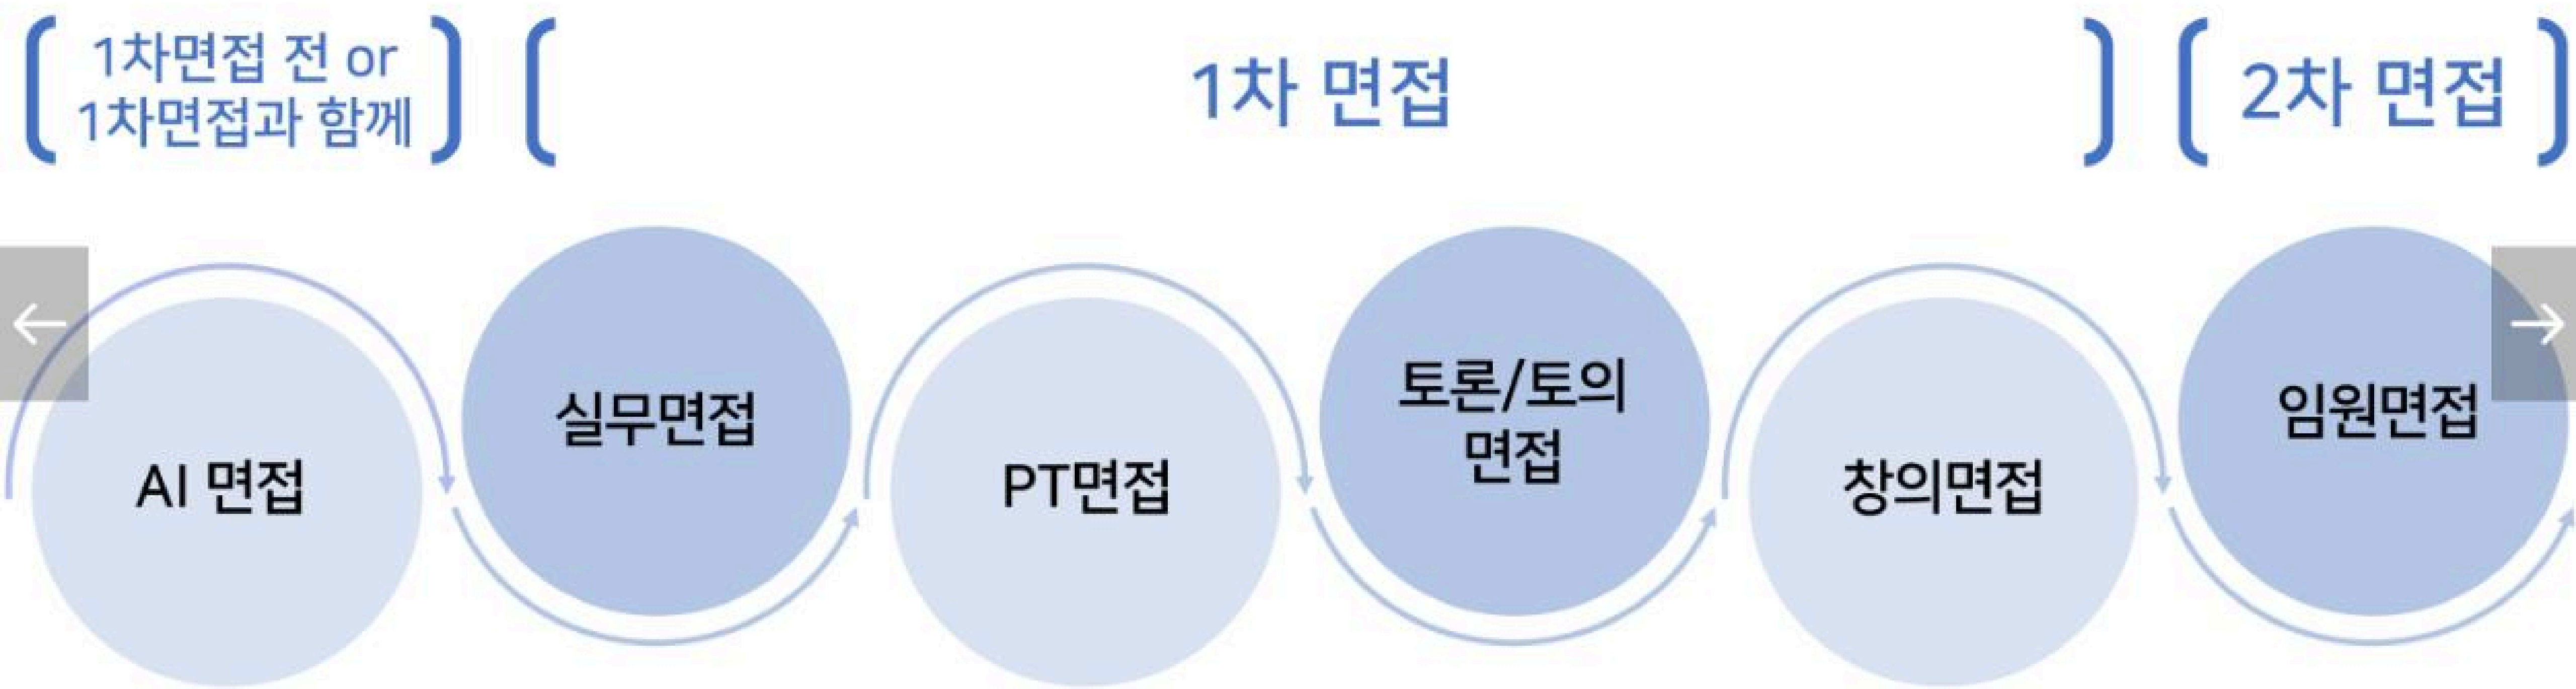 1차면접 전 or
1차면접과 함께
1차 면접
2차 면접
AI 면접
실무면접
PT면접
토론/토의
면접
창의면접
임원면접